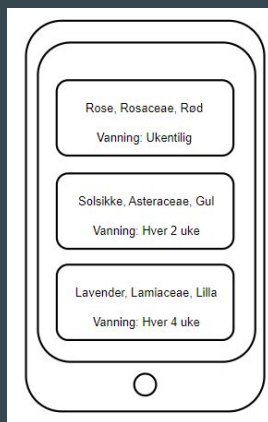 Rose, Rosaceae, Rød
Vanning: Ukentilig
Solsikke, Asteraceae, Gul
Vanning: Hver 2 uke
Lavender, Lamiaceae, Lilla
Vanning: Hver 4 uke